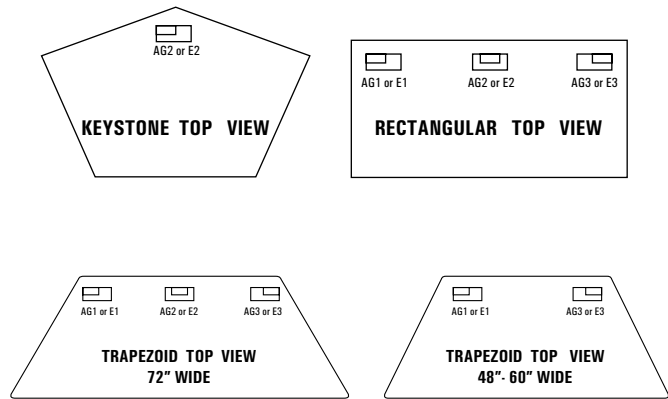 AG2 or E2
KEYSTONE TOP VIEW
AG1 or E1
AG2 or E2
AG3 or E3
RECTANGULAR TOP VIEW
AG1 or E1
AG2 or E2
AG3 or E3
TRAPEZOID TOP VIEW
72" WIDE
AG1 or E1
AG3 or E3
TRAPEZOID TOP VIEW
48"- 60" WIDE